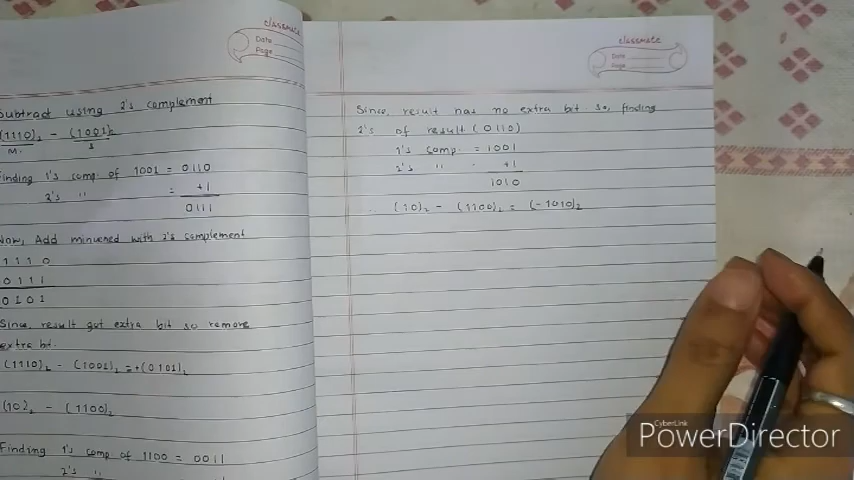 classmate
Date
Page
Subtract using 2's complement
(1110)₂ - (1001)₂
M. S
Finding 1's comp. of 1001 = 0110
2's " = +1
0111
Now, Add minuend with 2's complement
1 1 1 0
0 1 1 1
0 1 0 1
Since, result got extra bit so remove
extra bit.
(1110)₂ - (1001)₂ = +(0101)₂
(10)₂ - (1100)₂
Finding 1's comp of 1100 = 0011
2's "
classmate
Date
Page
Since, result has no extra bit so, finding
2's of result (0110)
1's comp. = 1001
2's " +1
1010
∴ (10)₂ - (1100)₂ = (-1010)₂
CyberLink
PowerDirector